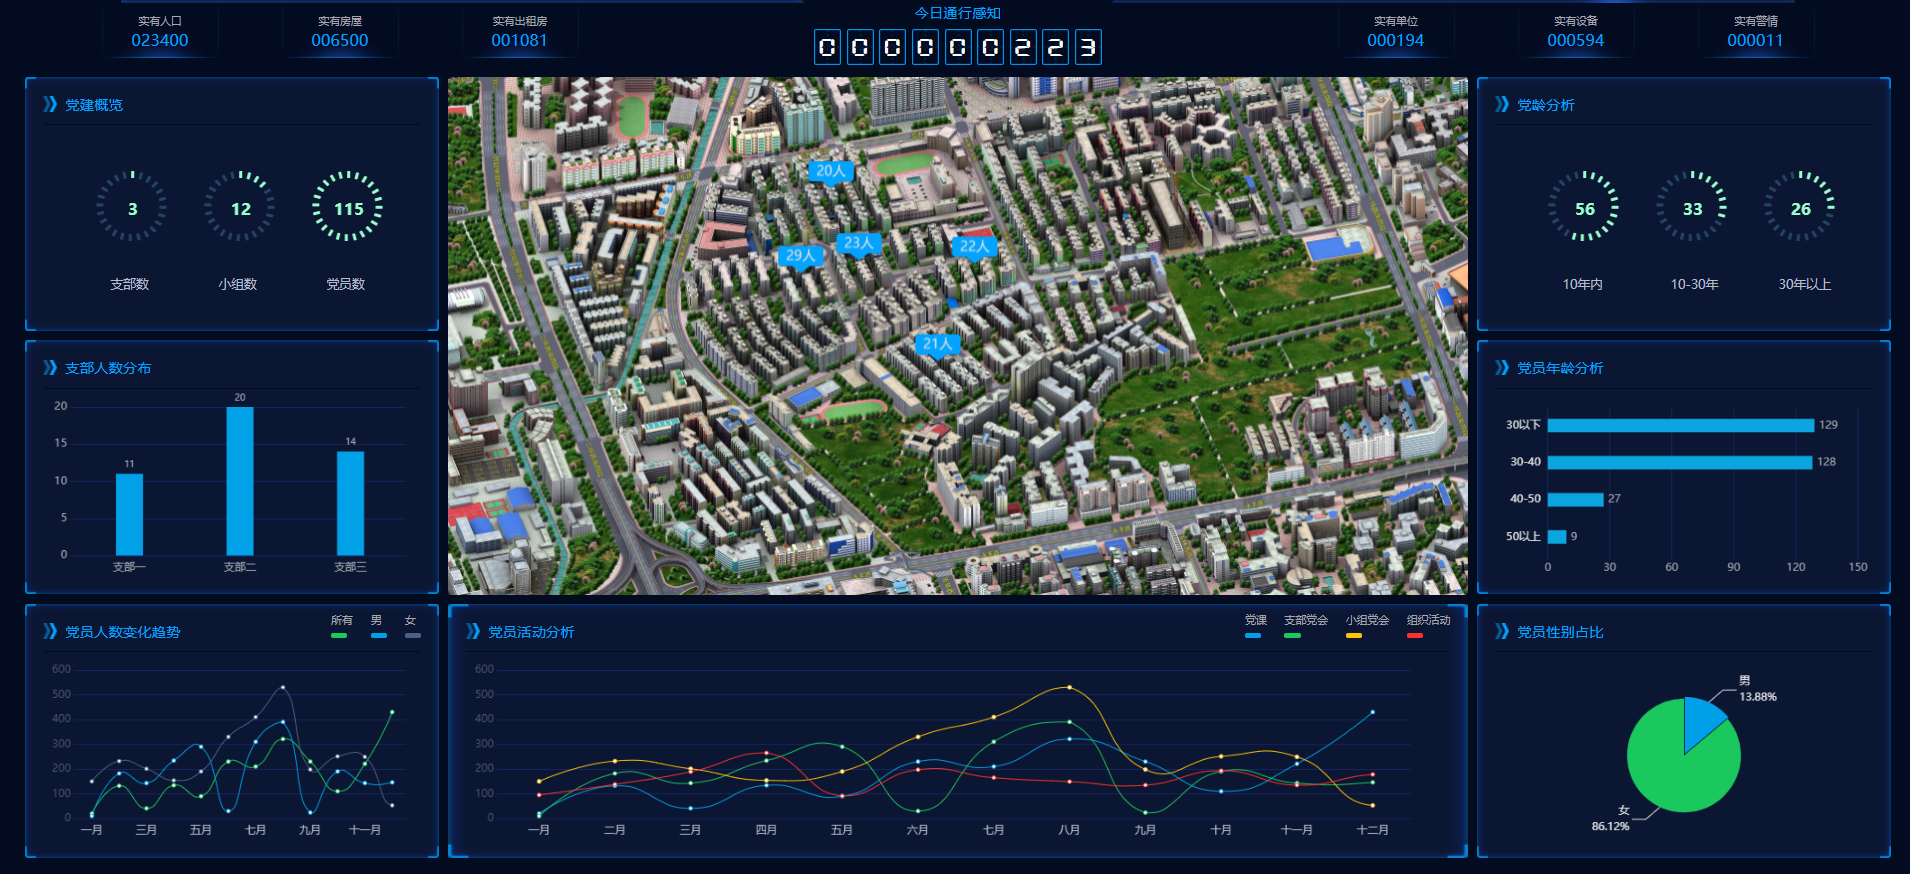 实有人口
023400
实有房屋
006500
实有出租房
001081
今日通行感知
000000223
实有单位
000194
实有设备
000594
实有警情
000011
党建概览
3
12
115
支部数
小组数
党员数
支部人数分布
20
15
10
5
0
11
20
14
支部一
支部二
支部三
党员人数变化趋势
所有
男
女
600
500
400
300
200
100
0
一月
三月
五月
七月
九月
十一月
20人
23人
22人
29人
21人
党员活动分析
党课
支部党会
小组党会
组织活动
600
500
400
300
200
100
0
一月
二月
三月
四月
五月
六月
七月
八月
九月
十月
十一月
十二月
党龄分析
56
33
26
10年内
10-30年
30年以上
党员年龄分析
30以下
129
30-40
128
40-50
27
50以上
9
0
30
60
90
120
150
党员性别占比
男
13.88%
女
86.12%